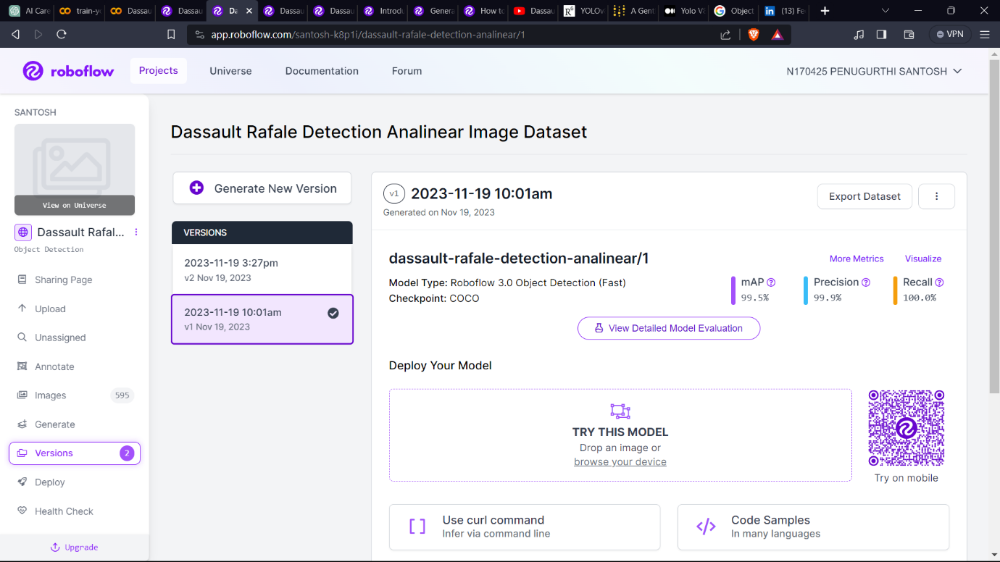 AI Care
train-yo
Dassau
Dassau
Da
Dassau
Dassau
Introdu
Genera
How to
Dassau
YOLOv
A Gent
Yolo V8
Object
(13) Fe
app.roboflow.com/santosh-k8p1i/dassault-rafale-detection-analinear/1
VPN
roboflow
Projects
Universe
Documentation
Forum
N170425 PENUGURTHI SANTOSH
SANTOSH
View on Universe
Dassault Rafal...
Object Detection
Sharing Page
Upload
Unassigned
Annotate
Images 595
Generate
Versions 2
Deploy
Health Check
Upgrade
Dassault Rafale Detection Analinear Image Dataset
Generate New Version
VERSIONS
2023-11-19 3:27pm
v2 Nov 19, 2023
2023-11-19 10:01am
v1 Nov 19, 2023
v1 2023-11-19 10:01am
Generated on Nov 19, 2023
Export Dataset
dassault-rafale-detection-analinear/1
More Metrics
Visualize
Model Type: Roboflow 3.0 Object Detection (Fast)
Checkpoint: COCO
mAP
99.5%
Precision
99.9%
Recall
100.0%
View Detailed Model Evaluation
Deploy Your Model
TRY THIS MODEL
Drop an image or
browse your device
Try on mobile
Use curl command
Infer via command line
Code Samples
In many languages